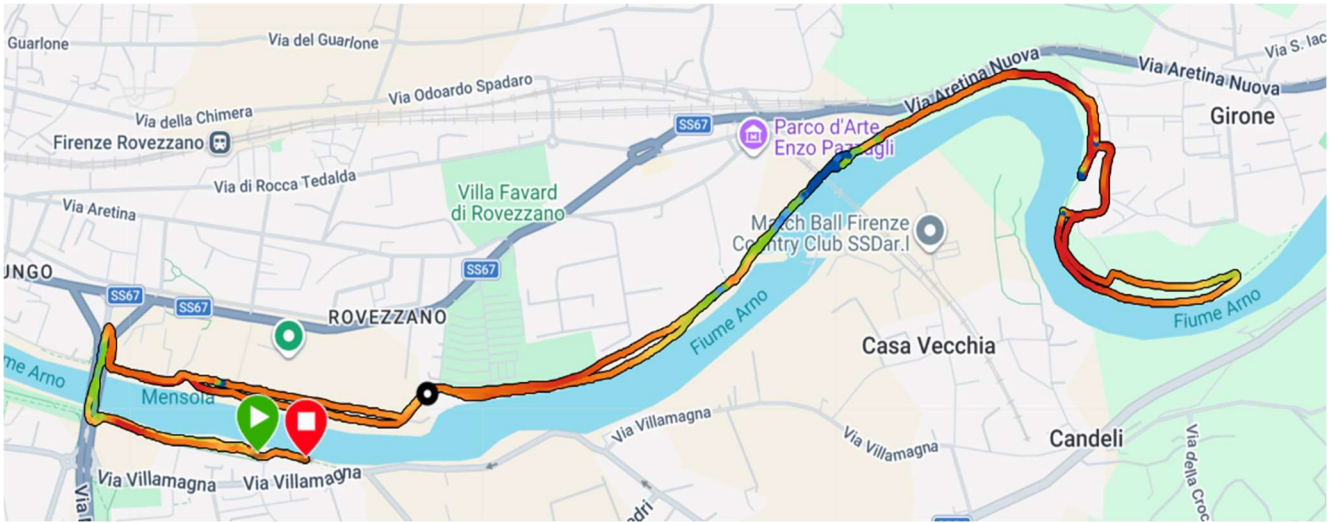 Guarlone
Via del Guarlone
Via S. Iac
Via Aretina Nuova
Via Aretina Nuova
Via Odoardo Spadaro
Via della Chimera
Firenze Rovezzano
SS67
Parco d'Arte
Enzo Pazzagli
Girone
Via di Rocca Tedalda
Villa Favard
di Rovezzano
Via Aretina
Match Ball Firenze
Country Club SSDar.l
UNGO
SS67
SS67
SS67
ROVEZZANO
Fiume Arno
Fiume Arno
Casa Vecchia
me Arno
Mensola
Via Villamagna
Via Villamagna
Candeli
Via della Croc
Via Villamagna
Via Villamagna
dri